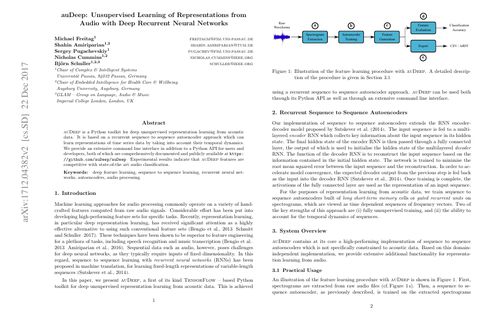 auDeep: Unsupervised Learning of Representations from
Audio with Deep Recurrent Neural Networks
Michael Freitag¹
Shahin Amiriparian¹,²
Sergey Pugachevskiy¹
Nicholas Cummins¹,²
Björn Schuller¹,³
¹Chair of Complex & Intelligent Systems
Universität Passau, Passau, Germany
²Chair of Embedded Intelligence for Health Care & Wellbeing
Augsburg University, Augsburg, Germany
³GLAM – Group on Language, Audio & Music
Imperial College London, London, UK
arXiv:1712.04382v2 [cs.SD] 22 Dec 2017
Abstract
auDeep is a Python toolkit for deep unsupervised representation learning from acoustic
data. It is based on a recurrent sequence to sequence autoencoder approach which can
learn representations of time series data by taking into account their temporal dynamics.
We provide an extensive command line interface in addition to a Python API for users and
developers, both of which are comprehensively documented and publicly available at https:
//github.com/auDeep/auDeep. Experimental results indicate that auDeep features are
competitive with state-of-the art audio classification.
Keywords: deep feature learning, sequence to sequence learning, recurrent neural
networks, autoencoders, audio processing
1. Introduction
Machine learning approaches for audio processing commonly operate on a variety of hand-
crafted features computed from raw audio signals. Considerable effort has been put into
developing high-performing feature sets for specific tasks. Recently, representation learning,
in particular deep representation learning, has received significant attention as a highly
effective alternative to using such conventional feature sets (Bengio et al., 2013; Schmitt
and Schuller, 2017). These techniques have been shown to be superior to feature engineering
for a plethora of tasks, including speech recognition and music transcription (Bengio et al.,
2013; Amiriparian et al., 2016). Sequential data such as audio, however, poses challenges
for deep neural networks, as they typically require inputs of fixed dimensionality. In this
regard, sequence to sequence learning with recurrent neural networks (RNNs) has been
proposed in machine translation, for learning fixed-length representations of variable-length
sequences (Sutskever et al., 2014).
In this paper, we present auDeep, a first of its kind TensorFlow - based Python
toolkit for deep unsupervised representation learning from acoustic data. This is achieved
1
Raw
Waveforms
a
Spectrogram
Extraction
b
Autoencoder
Training
c
Feature
Generation
d
Feature
Evaluation
Classification
Accuracy
e
Export
CSV / ARFF
Figure 1: Illustration of the feature learning procedure with auDeep. A detailed descrip-
tion of the procedure is given in Section 3.1
using a recurrent sequence to sequence autoencoder approach. auDeep can be used both
through its Python API as well as through an extensive command line interface.
2. Recurrent Sequence to Sequence Autoencoders
Our implementation of sequence to sequence autoencoders extends the RNN encoder-
decoder model proposed by Sutskever et al. (2014). The input sequence is fed to a multi-
layered encoder RNN which collects key information about the input sequence in its hidden
state. The final hidden state of the encoder RNN is then passed through a fully connected
layer, the output of which is used to initialize the hidden state of the multilayered decoder
RNN. The function of the decoder RNN is to reconstruct the input sequence based on the
information contained in the initial hidden state. The network is trained to minimise the
root mean squared error between the input sequence and the reconstruction. In order to ac-
celerate model convergence, the expected decoder output from the previous step is fed back
as the input into the decoder RNN (Sutskever et al., 2014). Once training is complete, the
activations of the fully connected layer are used as the representation of an input sequence.
For the purposes of representation learning from acoustic data, we train sequence to
sequence autoencoders built of long short-term memory cells or gated recurrent units on
spectrograms, which are viewed as time dependent sequences of frequency vectors. Two of
the key strengths of this approach are (i) fully unsupervised training, and (ii) the ability to
account for the temporal dynamics of sequences.
3. System Overview
auDeep contains at its core a high-performing implementation of sequence to sequence
autoencoders which is not specifically constrained to acoustic data. Based on this domain
independent implementation, we provide extensive additional functionality for representa-
tion learning from audio.
3.1 Practical Usage
An illustration of the feature learning procedure with auDeep is shown in Figure 1. First,
spectrograms are extracted from raw audio files (cf. Figure 1a). Then, a sequence to se-
quence autoencoder, as previously described, is trained on the extracted spectrograms
2